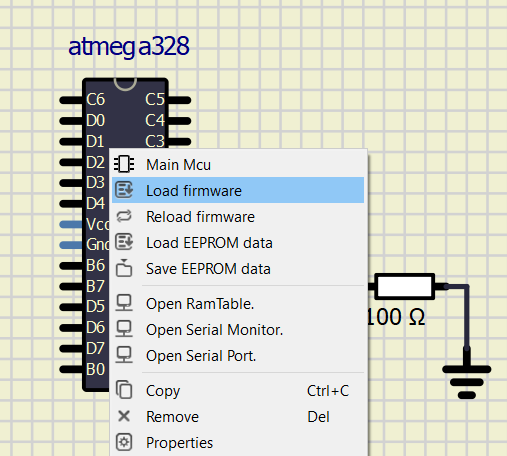 atmega328
C6 C5
D0 C4
D1 C3
D2
D3
D4
Vcc
Gnd
B6
B7
D5
D6
D7
B0
Main Mcu
Load firmware
Reload firmware
Load EEPROM data
Save EEPROM data
Open RamTable.
Open Serial Monitor.
Open Serial Port.
Copy Ctrl+C
Remove Del
Properties
100 Ω